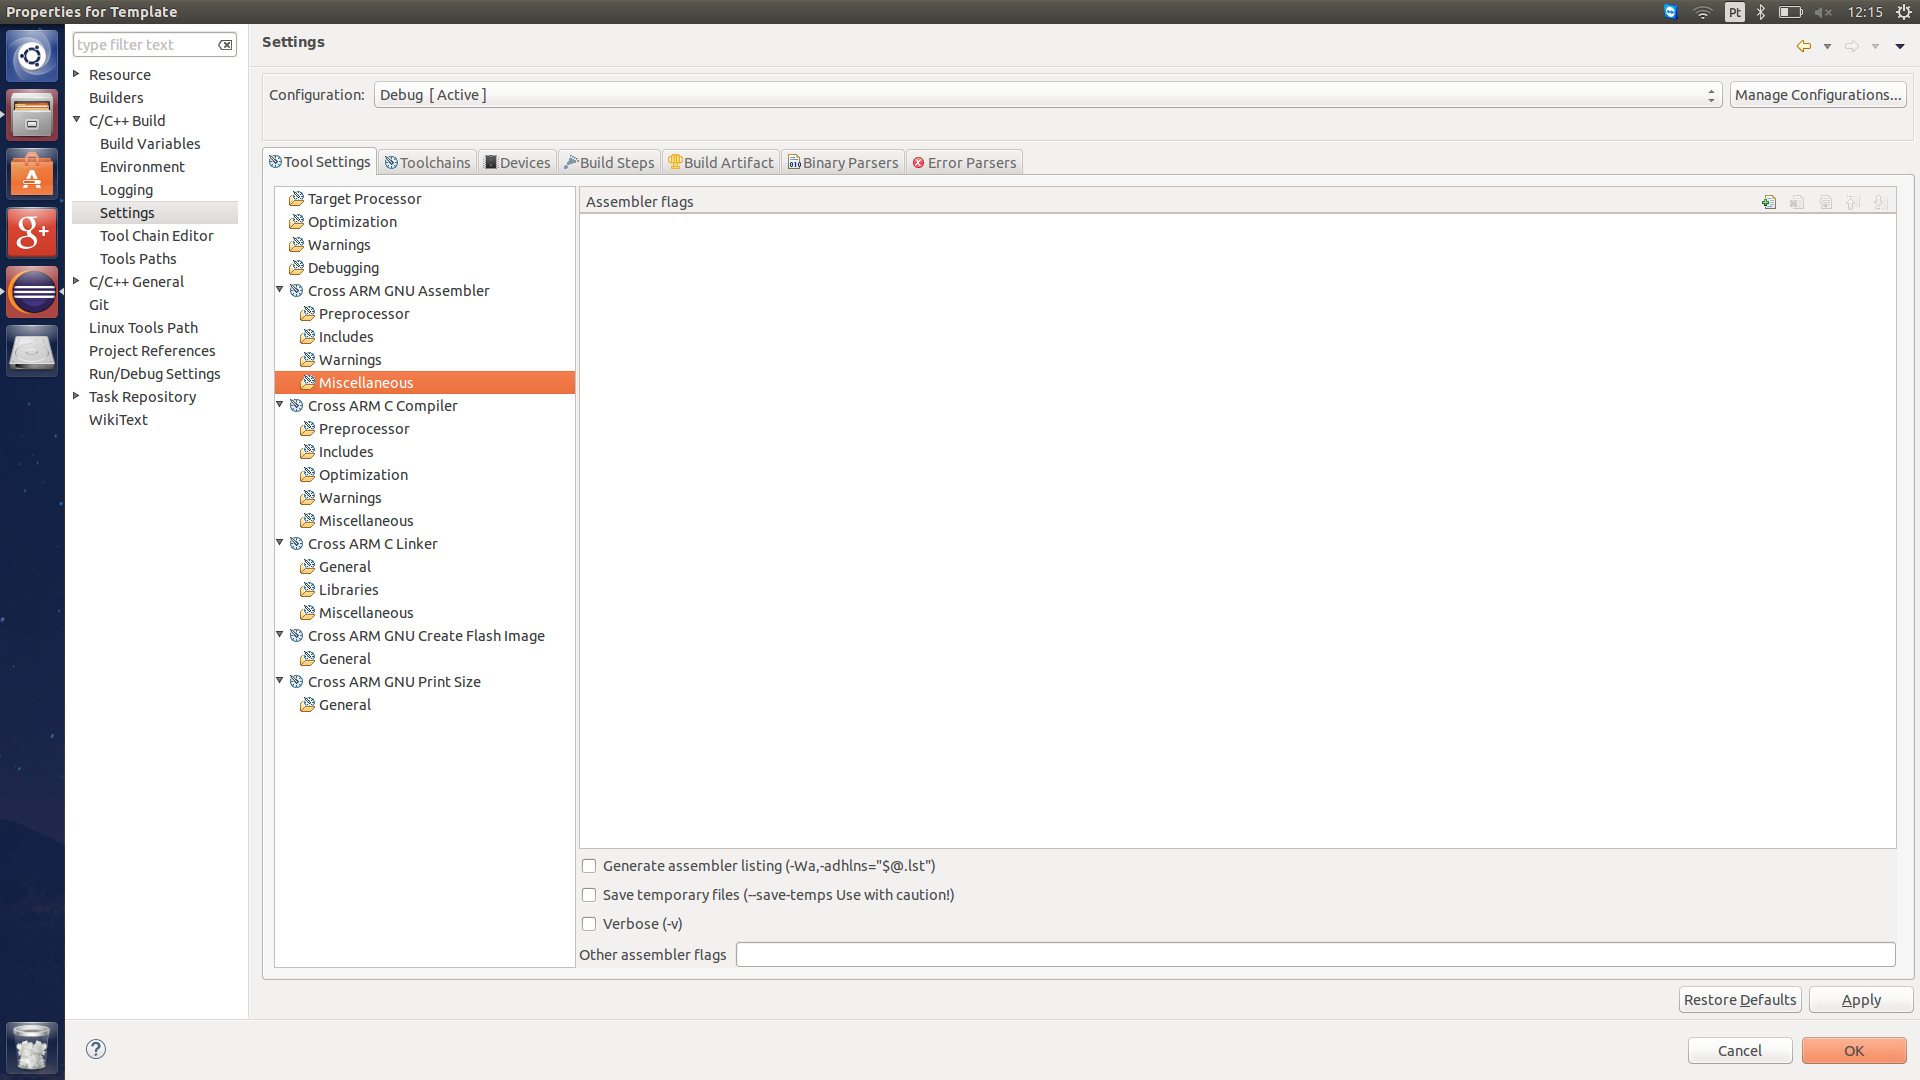 Properties for Template
Pt
12:15
type filter text
Resource
Builders
C/C++ Build
Build Variables
Environment
Logging
Settings
Tool Chain Editor
Tools Paths
C/C++ General
Git
Linux Tools Path
Project References
Run/Debug Settings
Task Repository
WikiText
Settings
Configuration:
Debug [ Active ]
Manage Configurations...
Tool Settings
Toolchains
Devices
Build Steps
Build Artifact
Binary Parsers
Error Parsers
Target Processor
Optimization
Warnings
Debugging
Cross ARM GNU Assembler
Preprocessor
Includes
Warnings
Miscellaneous
Cross ARM C Compiler
Preprocessor
Includes
Optimization
Warnings
Miscellaneous
Cross ARM C Linker
General
Libraries
Miscellaneous
Cross ARM GNU Create Flash Image
General
Cross ARM GNU Print Size
General
Assembler flags
Generate assembler listing (-Wa,-adhlns="$@.lst")
Save temporary files (--save-temps Use with caution!)
Verbose (-v)
Other assembler flags
Restore Defaults
Apply
Cancel
OK